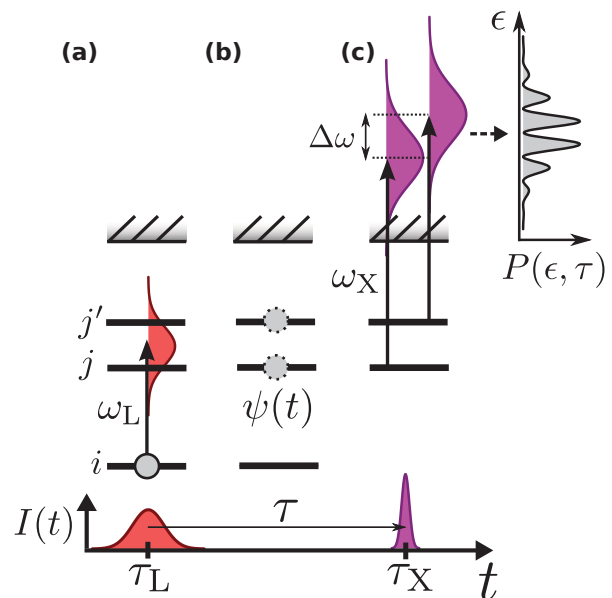 (a) (b) (c) ϵ
Δω
P(ϵ, τ)
ω_X
j′
j
ω_L ψ(t)
i
I(t) τ
τ_L τ_X t